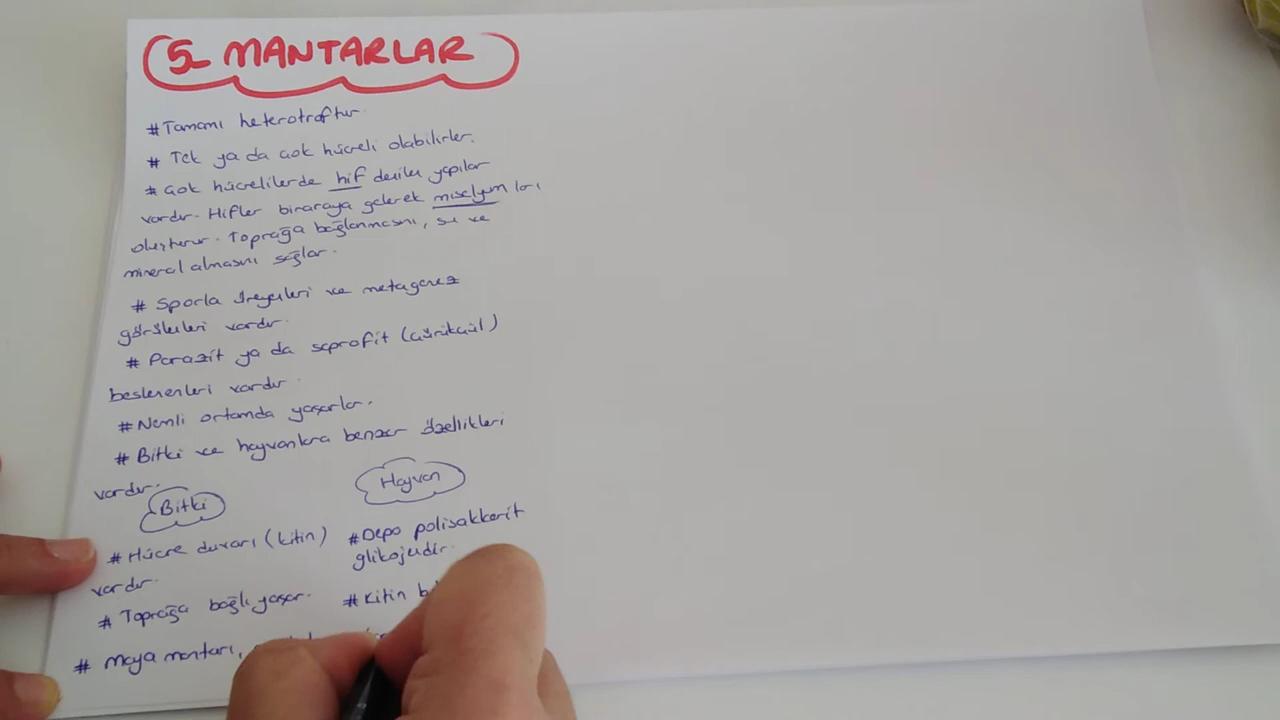 5- MANTARLAR
# Tamamı heterotroftur.
# Tek ya da çok hücreli olabilirler.
# Çok hücrelilerde hif denilen yapılar
vardır. Hifler biraraya gelerek miselyum ları
oluşturur. Toprağa bağlanmasını, su ve
mineral almasını sağlar.
# Sporla üreyenleri ve metagenez
görülenleri vardır.
# Parazit ya da saprofit (çürükçül)
beslenenleri vardır.
# Nemli ortamda yaşarlar.
# Bitki ve hayvanlara benzer özellikleri
vardır.
Bitki
Hayvan
# Hücre duvarı (kitin)
vardır.
# Toprağa bağlı yaşar.
# Depo polisakkarit
glikojendir.
# Kitin
# Maya mantarı,